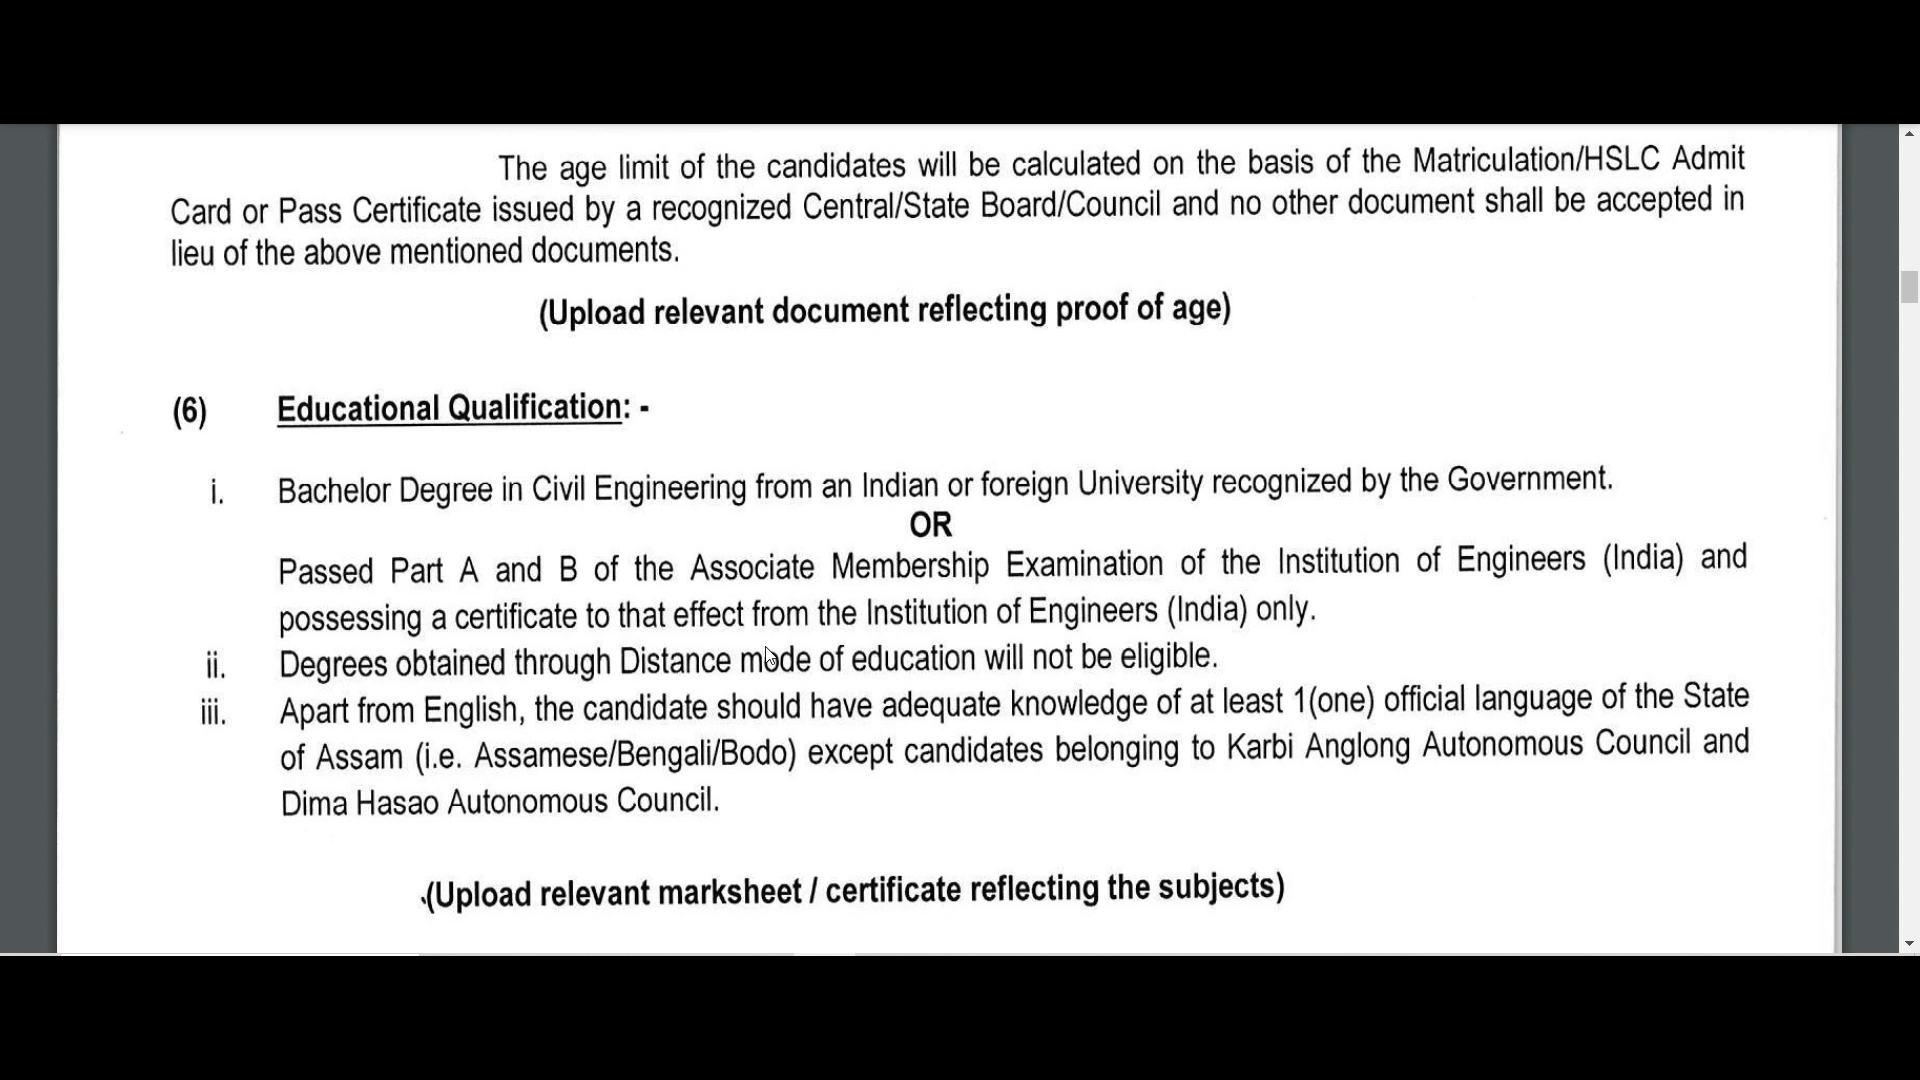 The age limit of the candidates will be calculated on the basis of the Matriculation/HSLC Admit
Card or Pass Certificate issued by a recognized Central/State Board/Council and no other document shall be accepted in
lieu of the above mentioned documents.
(Upload relevant document reflecting proof of age)
(6) Educational Qualification: -
i. Bachelor Degree in Civil Engineering from an Indian or foreign University recognized by the Government.
OR
Passed Part A and B of the Associate Membership Examination of the Institution of Engineers (India) and
possessing a certificate to that effect from the Institution of Engineers (India) only.
ii. Degrees obtained through Distance mode of education will not be eligible.
iii. Apart from English, the candidate should have adequate knowledge of at least 1(one) official language of the State
of Assam (i.e. Assamese/Bengali/Bodo) except candidates belonging to Karbi Anglong Autonomous Council and
Dima Hasao Autonomous Council.
(Upload relevant marksheet / certificate reflecting the subjects)